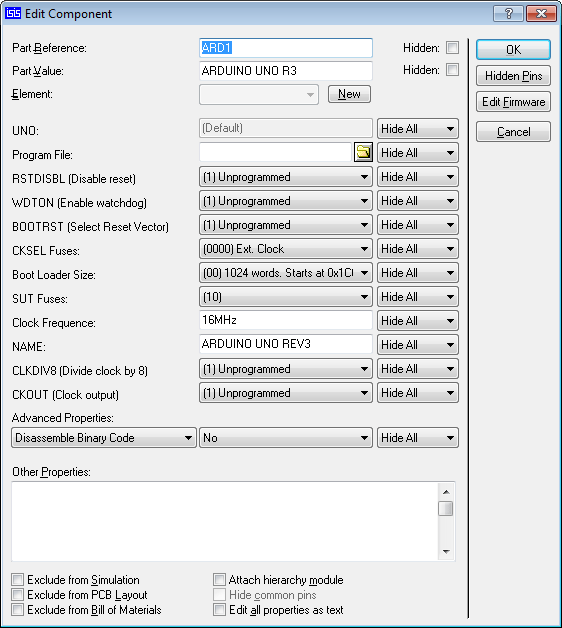 ISIS Edit Component
Part Reference: ARD1 Hidden: OK
Part Value: ARDUINO UNO R3 Hidden: Hidden Pins
Element: New Edit Firmware
UNO: (Default) Hide All Cancel
Program File: Hide All
RSTDISBL (Disable reset) (1) Unprogrammed Hide All
WDTON (Enable watchdog) (1) Unprogrammed Hide All
BOOTRST (Select Reset Vector) (1) Unprogrammed Hide All
CKSEL Fuses: (0000) Ext. Clock Hide All
Boot Loader Size: (00) 1024 words. Starts at 0x1C Hide All
SUT Fuses: (10) Hide All
Clock Frequence: 16MHz Hide All
NAME: ARDUINO UNO REV3 Hide All
CLKDIV8 (Divide clock by 8) (1) Unprogrammed Hide All
CKOUT (Clock output) (1) Unprogrammed Hide All
Advanced Properties:
Disassemble Binary Code No Hide All
Other Properties:
Exclude from Simulation Attach hierarchy module
Exclude from PCB Layout Hide common pins
Exclude from Bill of Materials Edit all properties as text